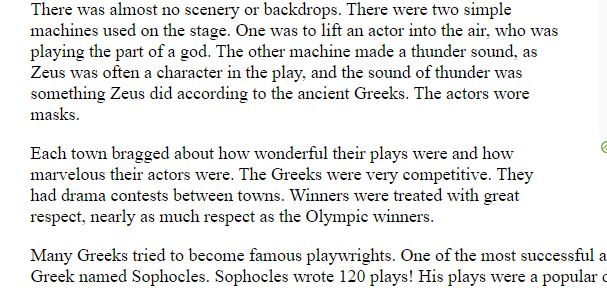 There was almost no scenery or backdrops. There were two simple
machines used on the stage. One was to lift an actor into the air, who was
playing the part of a god. The other machine made a thunder sound, as
Zeus was often a character in the play, and the sound of thunder was
something Zeus did according to the ancient Greeks. The actors wore
masks.
Each town bragged about how wonderful their plays were and how
marvelous their actors were. The Greeks were very competitive. They
had drama contests between towns. Winners were treated with great
respect, nearly as much respect as the Olympic winners.
Many Greeks tried to become famous playwrights. One of the most successful a
Greek named Sophocles. Sophocles wrote 120 plays! His plays were a popular